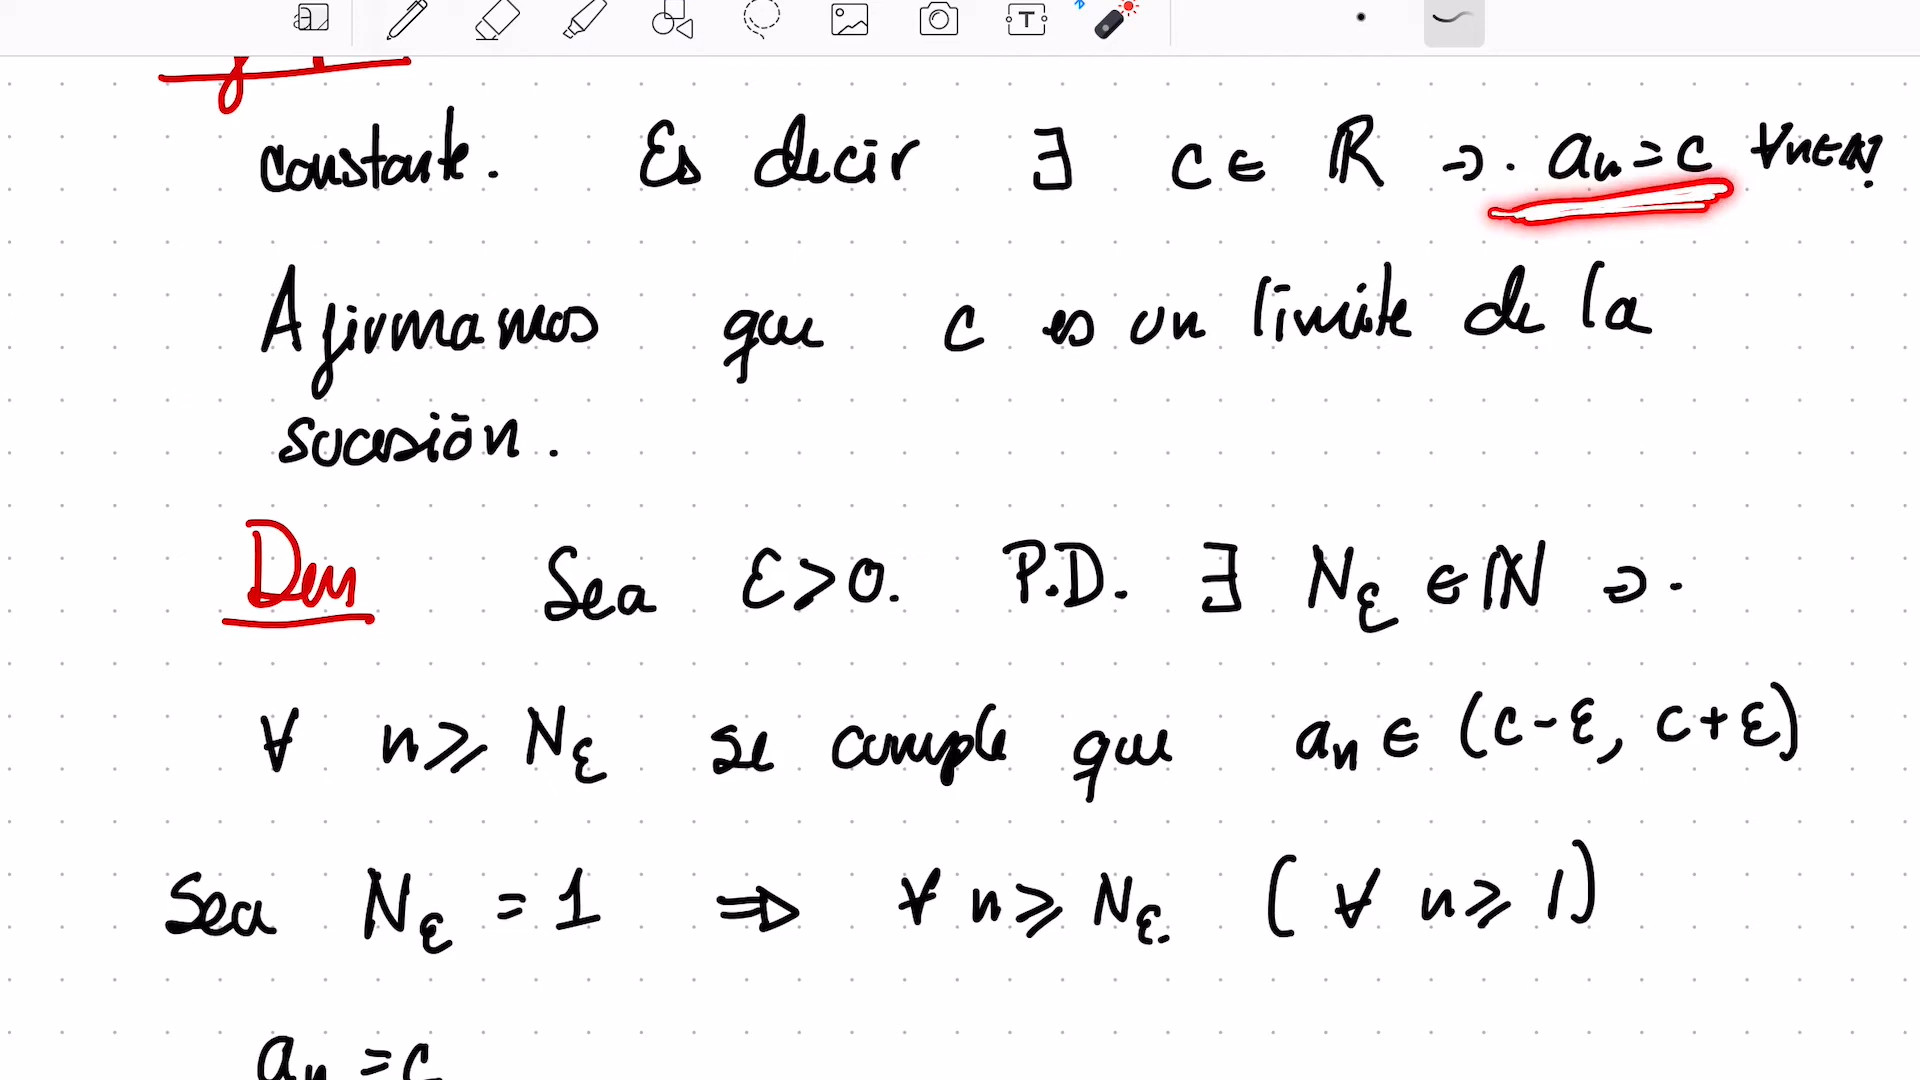 constante. Es decir ∃ c ∈ ℝ ∋. aₙ = c ∀n∈ℕ.
Afirmamos que c es un límite de la
sucesión.
Dem Sea ε>0. P.D. ∃ N_ε ∈ ℕ ∋.
∀ n ≥ N_ε se cumple que aₙ ∈ (c-ε, c+ε)
Sea N_ε = 1 ⇒ ∀ n ≥ N_ε. ( ∀ n ≥ 1)
aₙ = c